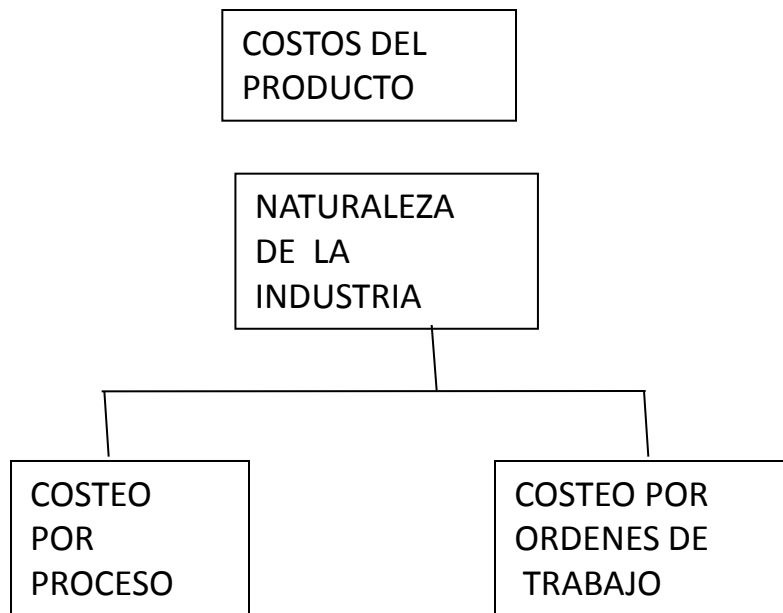 COSTOS DEL
PRODUCTO
NATURALEZA
DE LA
INDUSTRIA
COSTEO
POR
PROCESO
COSTEO POR
ORDENES DE
TRABAJO